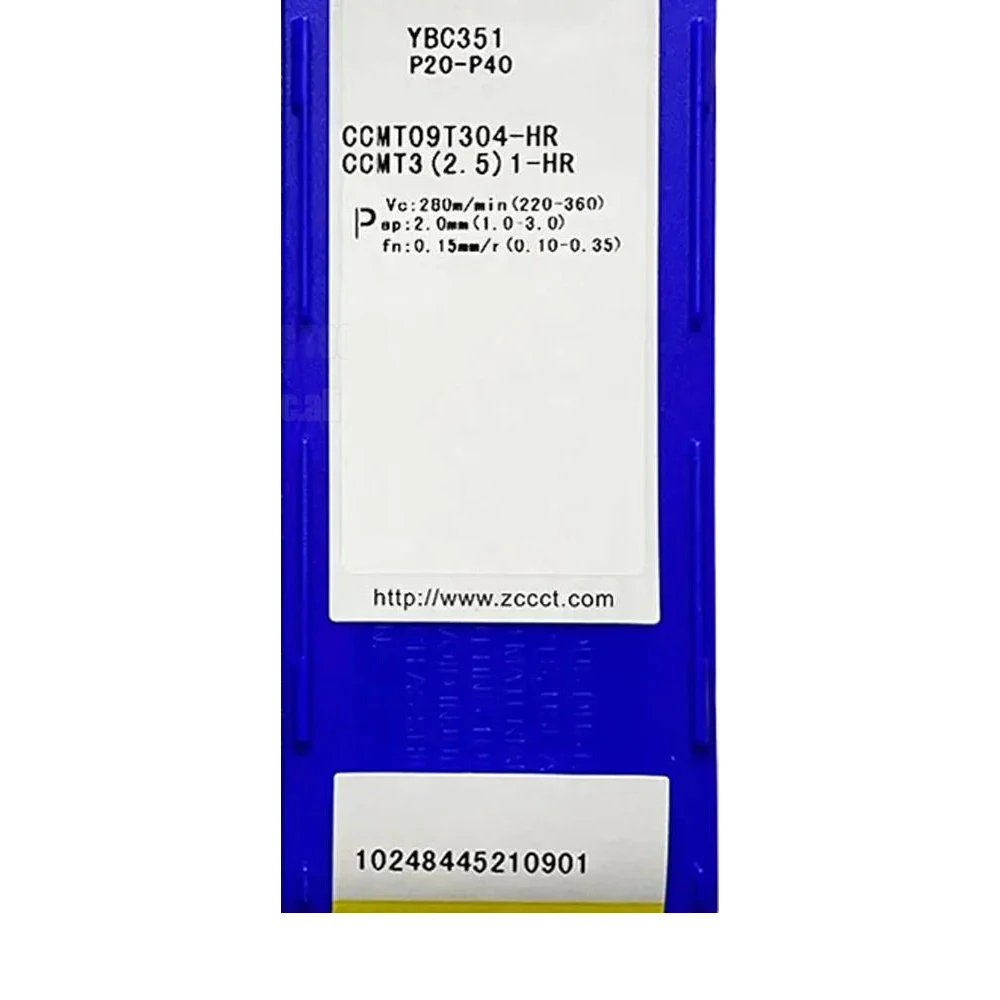 YBC351
P20-P40
CCMT09T304-HR
CCMT3(2.5)1-HR
Vc:280m/min(220-360)
P ap:2.0mm(1.0-3.0)
fn:0.15mm/r(0.10-0.35)
http://www.zccct.com
10248445210901